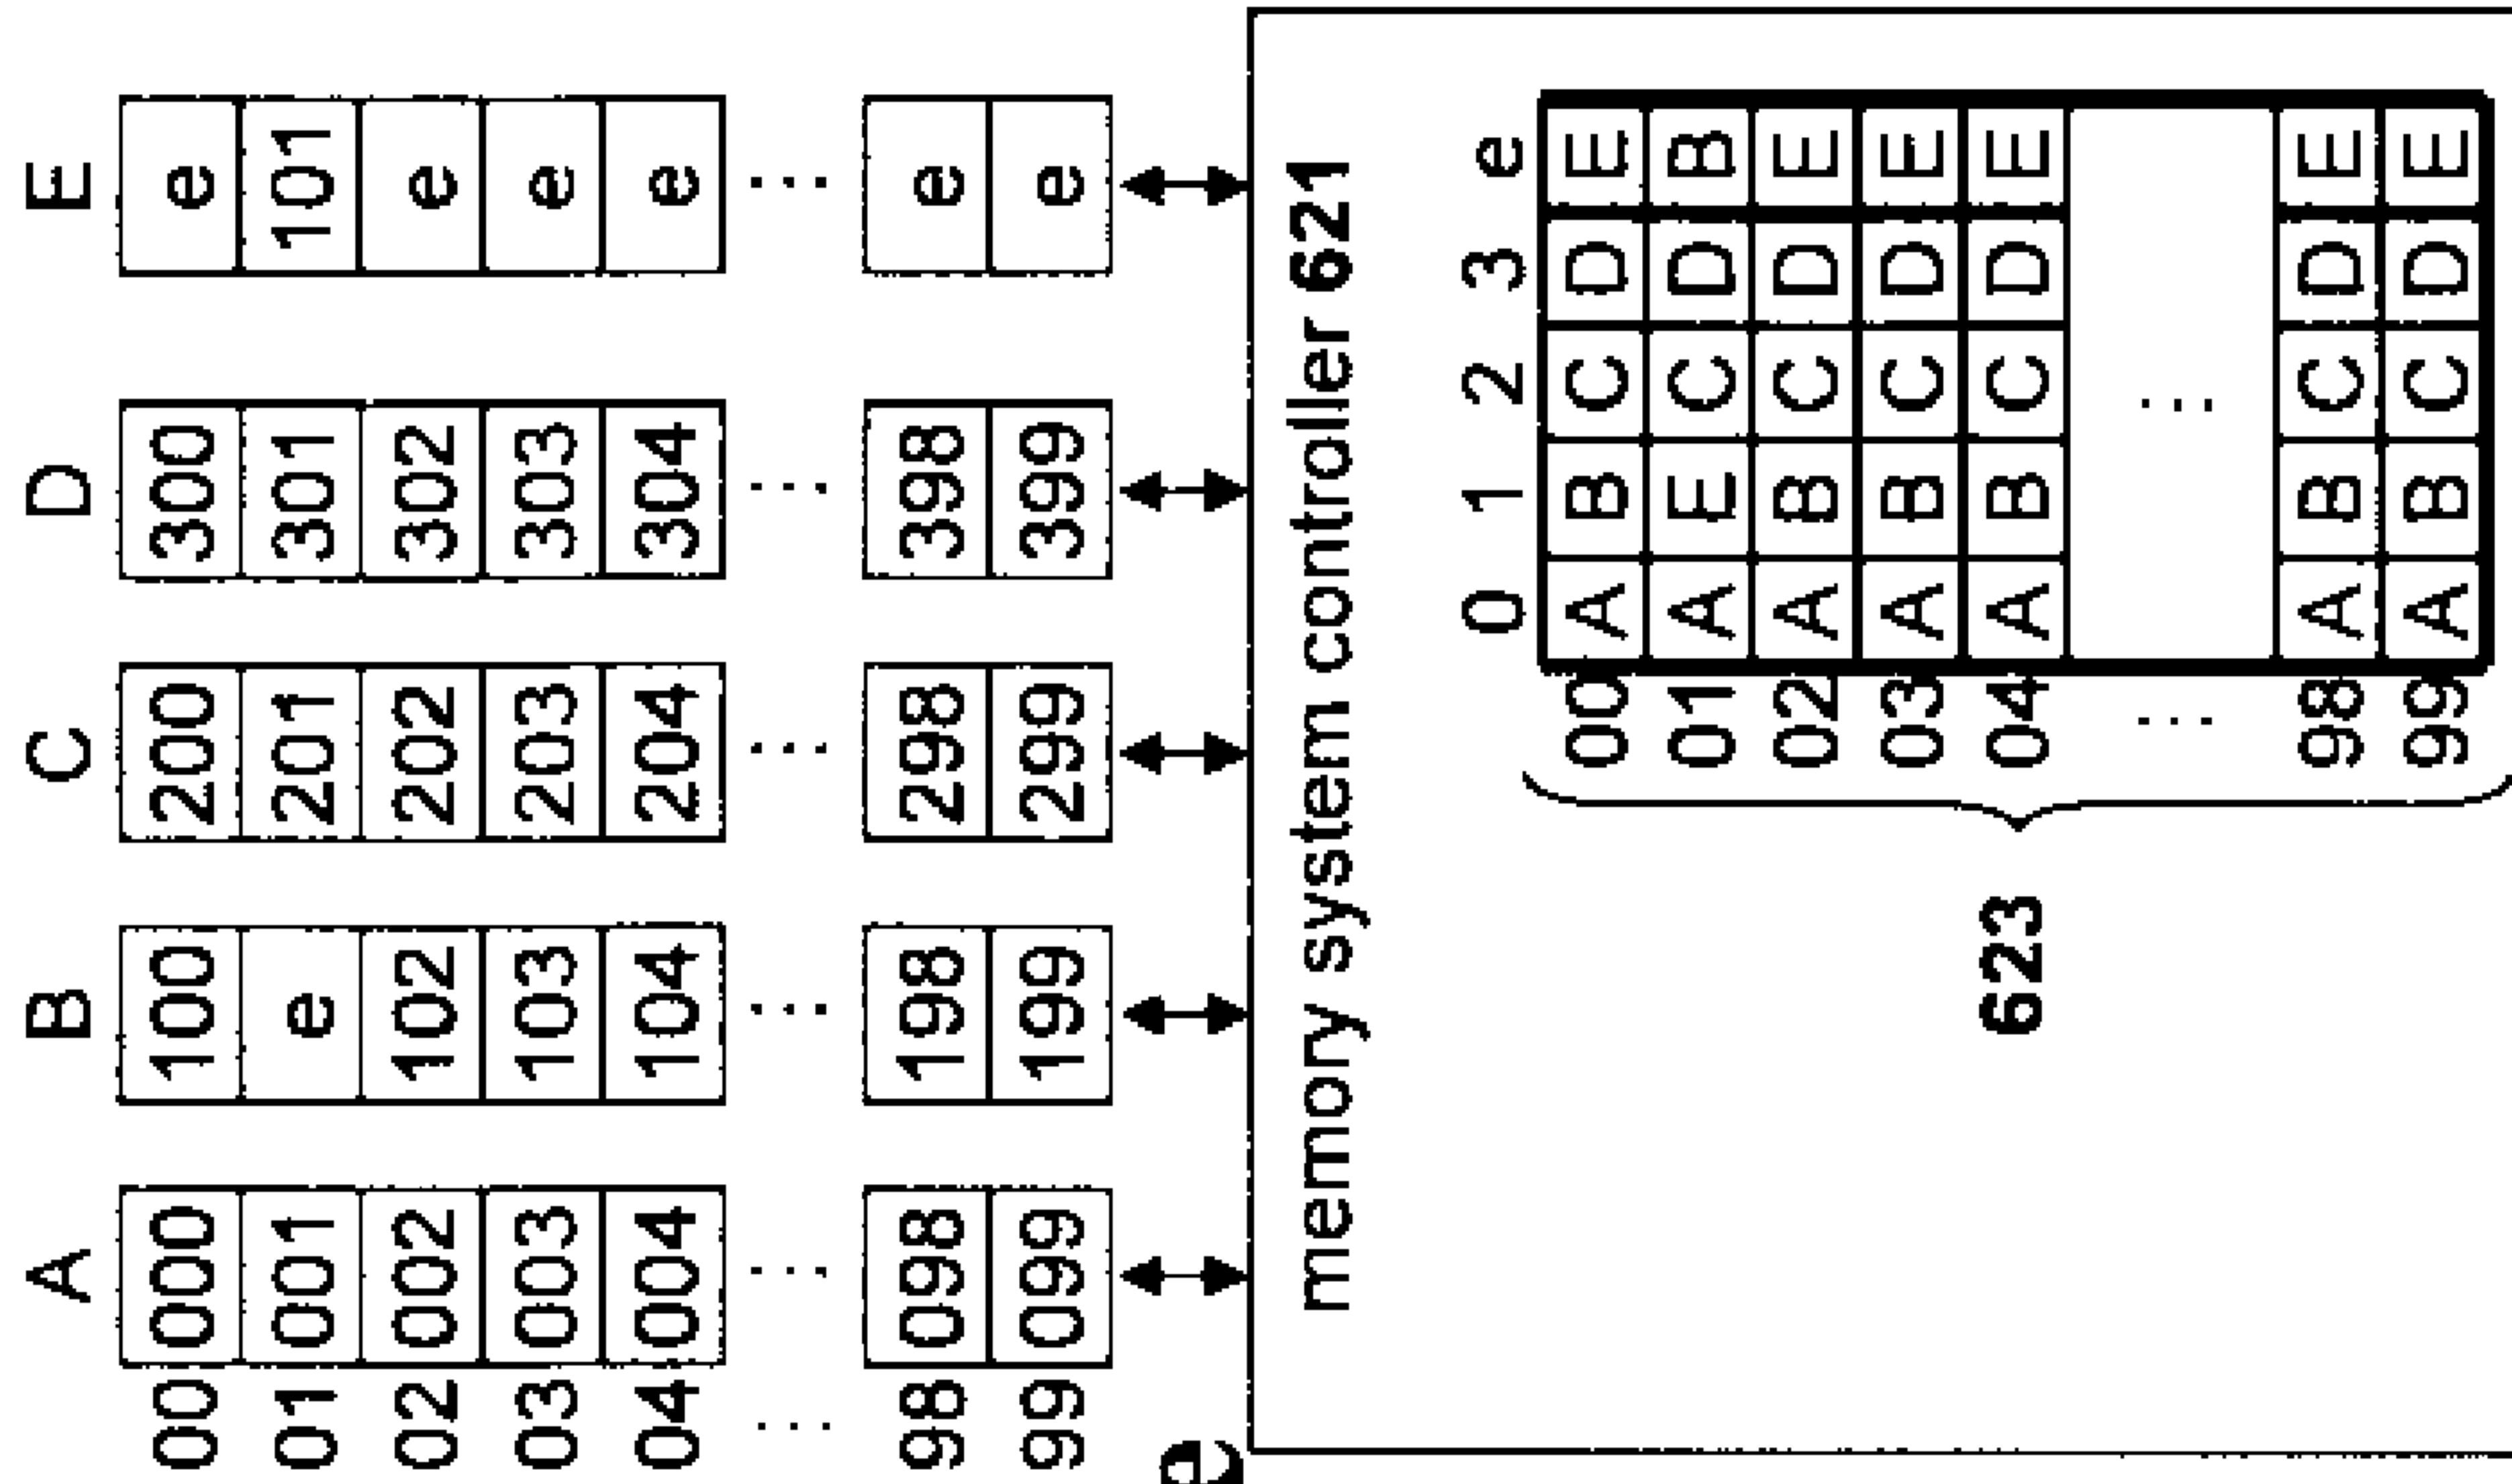 A B C D E
00 000 100 200 300 e
01 001 e 201 301 101
02 002 102 202 302 e
03 003 103 203 303 e
04 004 104 204 304 e
... ... ... ... ... ...
98 098 198 298 398 e
99 099 199 299 399 e
memory system controller 621
0 1 2 3 e
00 A B C D E
01 A E C D B
02 A B C D E
03 A B C D E
623 04 A B C D E
... ...
98 A B C D E
99 A B C D E